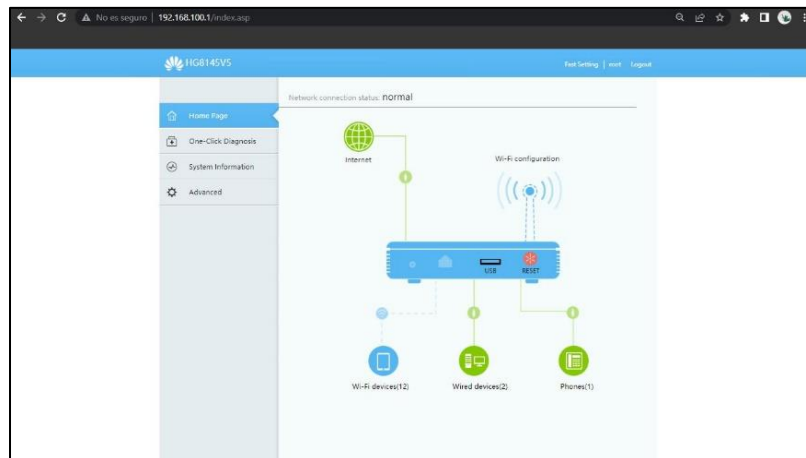 No es seguro | 192.168.100.1/index.asp
HG8145V5
Fast Setting | root Logout
Network connection status: normal
Home Page
One-Click Diagnosis
System Information
Advanced
Internet
Wi-Fi configuration
USB
RESET
Wi-Fi devices(12)
Wired devices(2)
Phones(1)